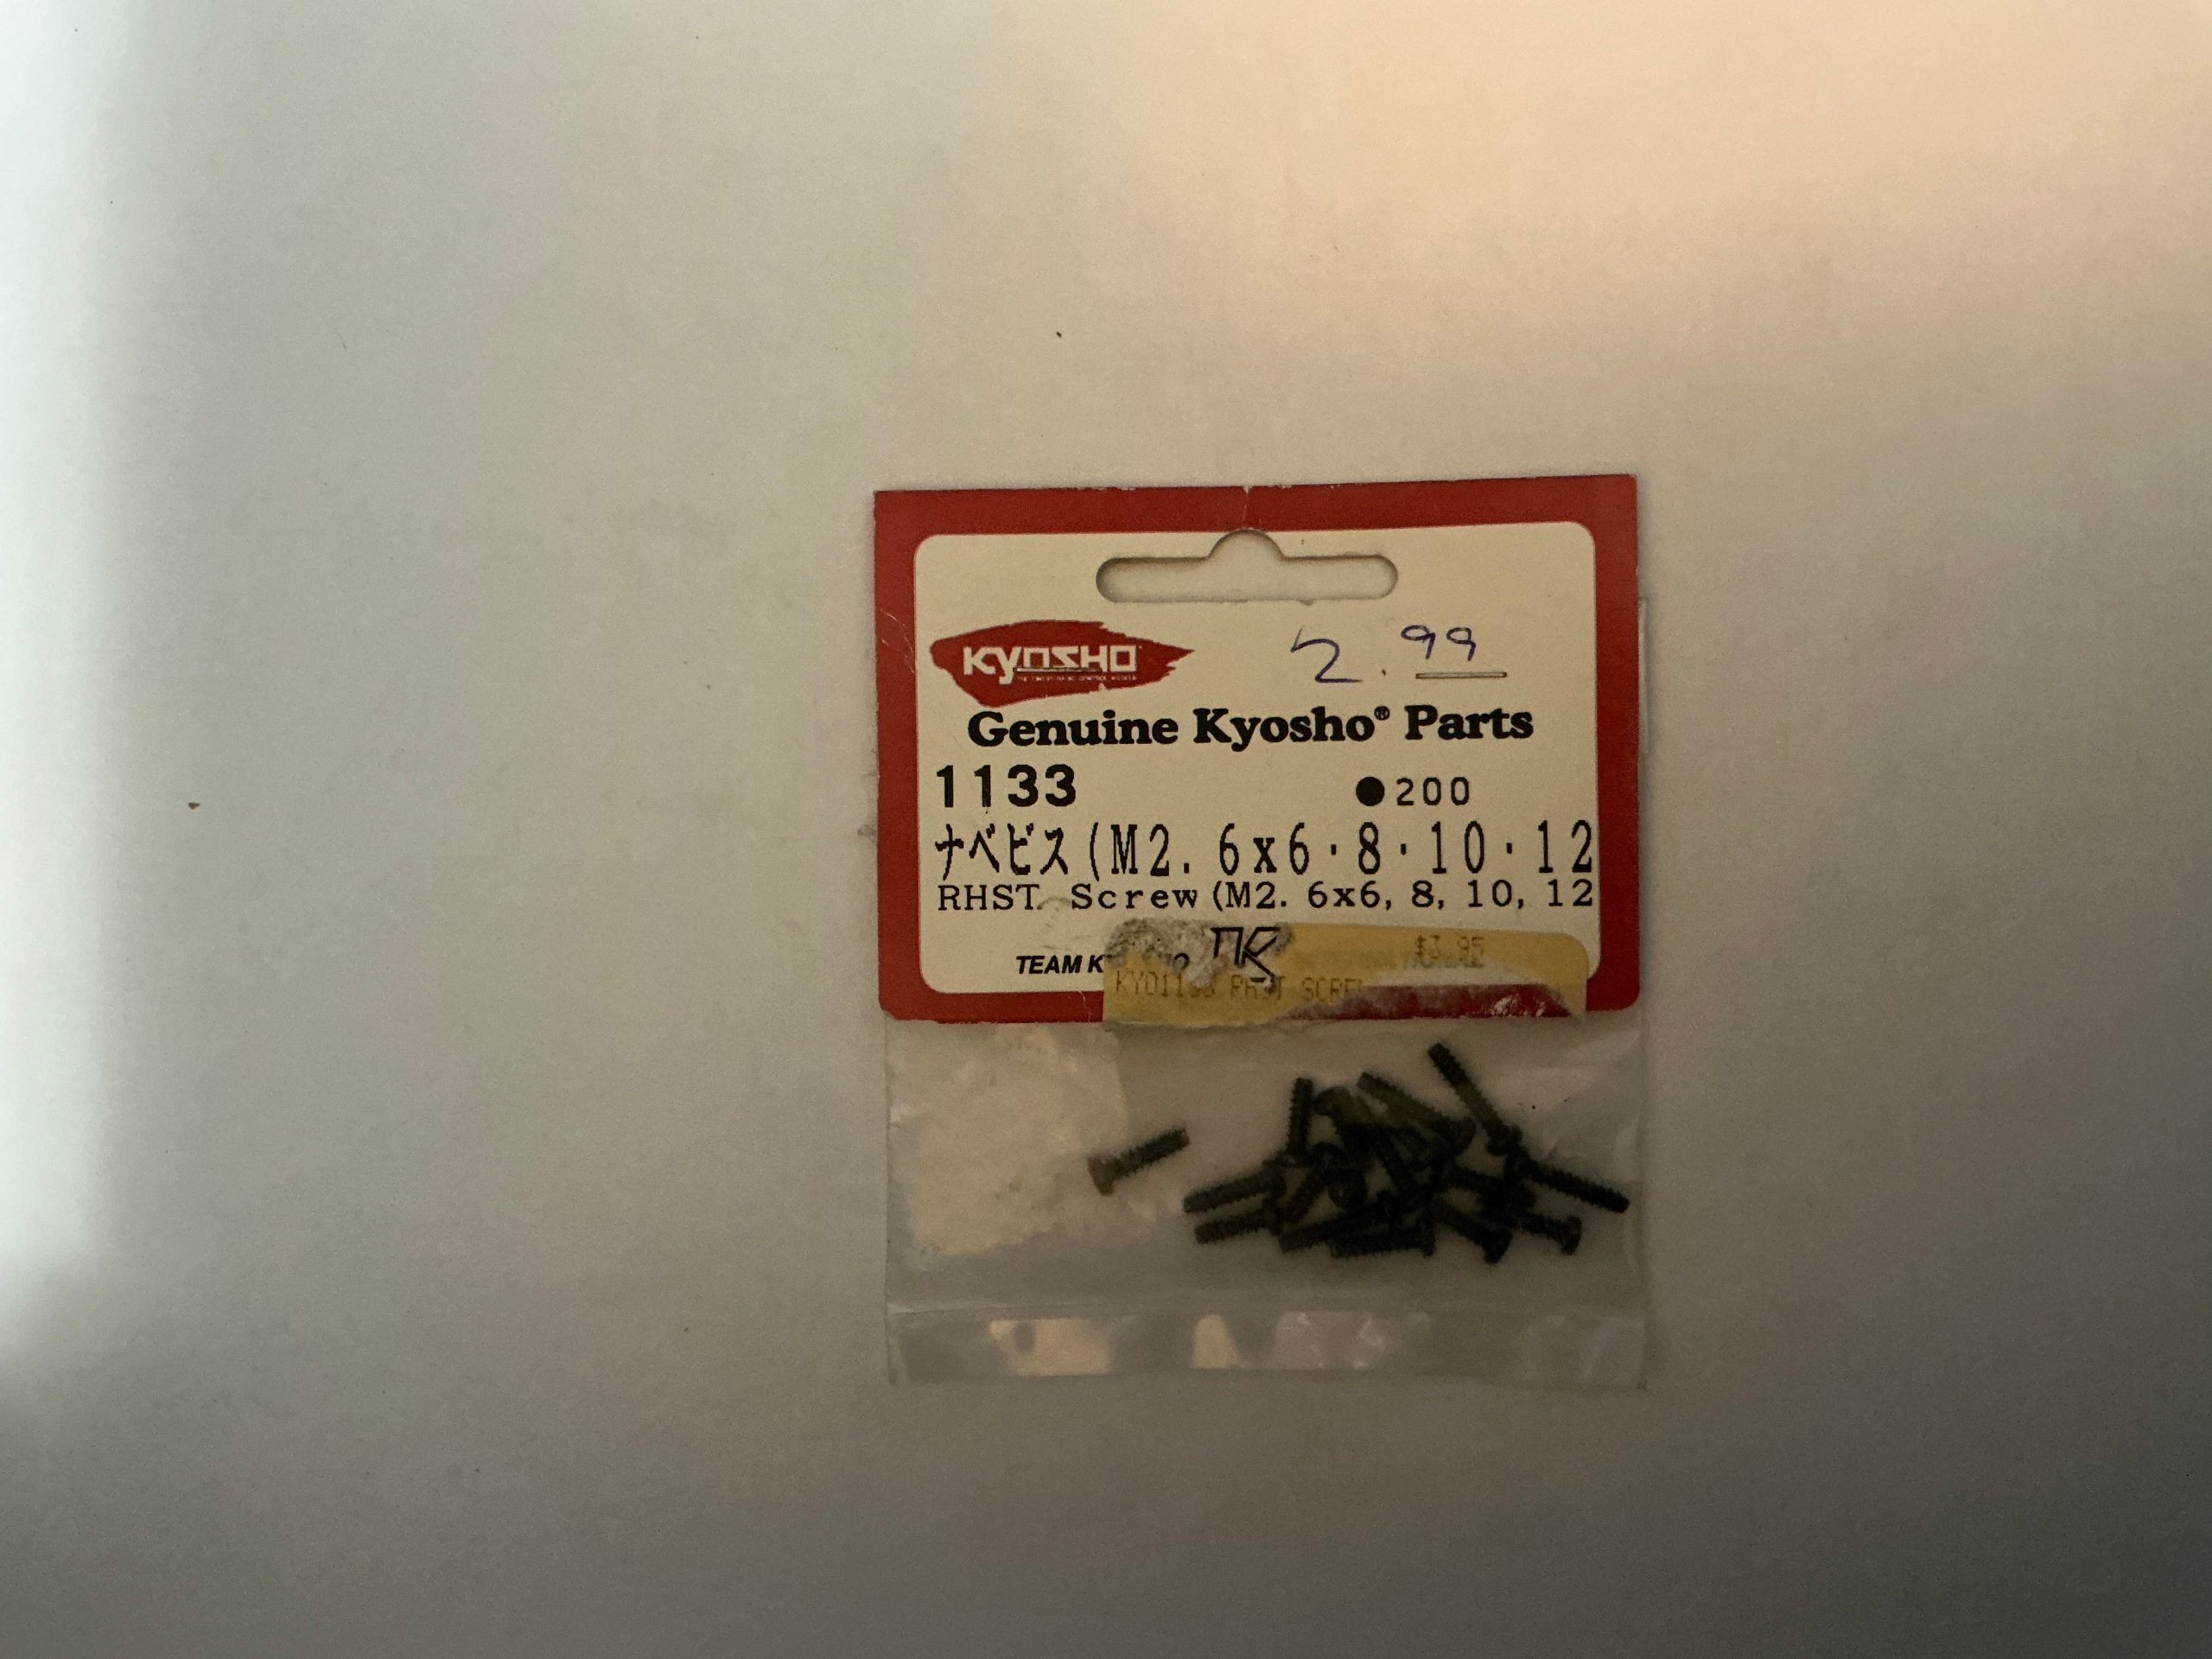 KYOSHO
2.99
Genuine Kyosho® Parts
1133
●200
ナベビス(M2. 6x6・8・10・12
RHST. Screw (M2. 6x6, 8, 10, 12
TEAM
RHST